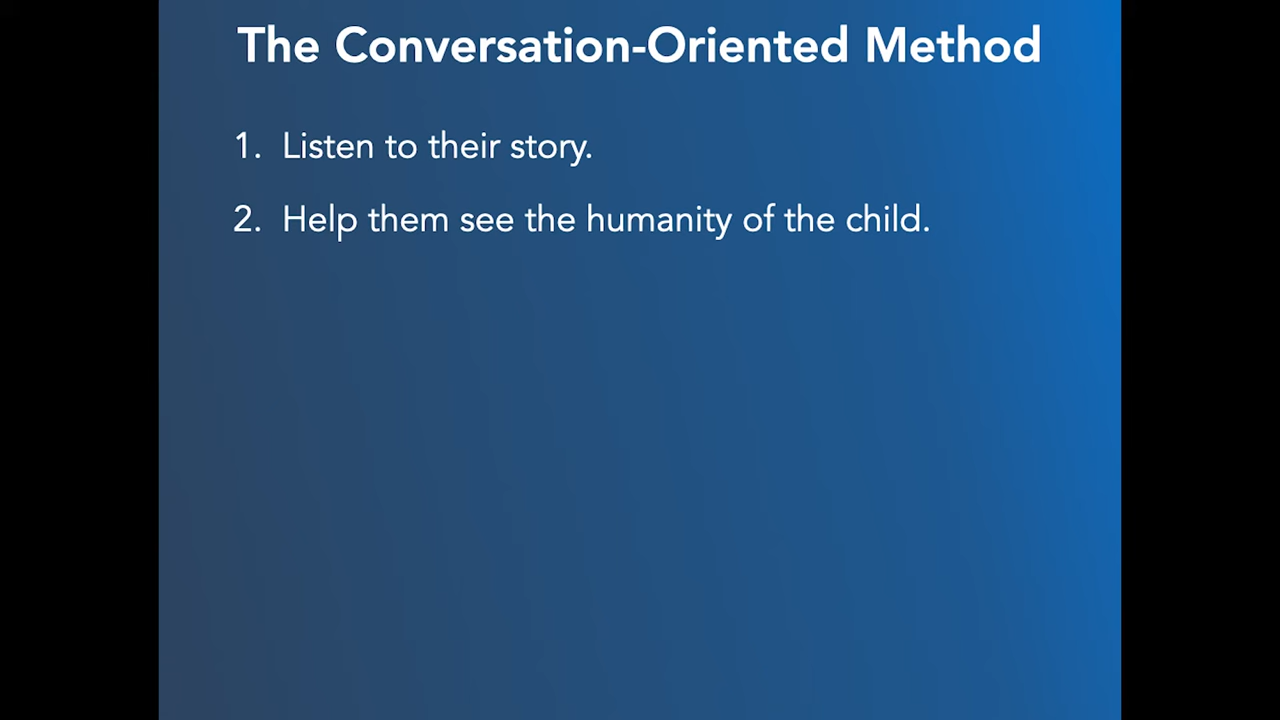 The Conversation-Oriented Method
1. Listen to their story.
2. Help them see the humanity of the child.